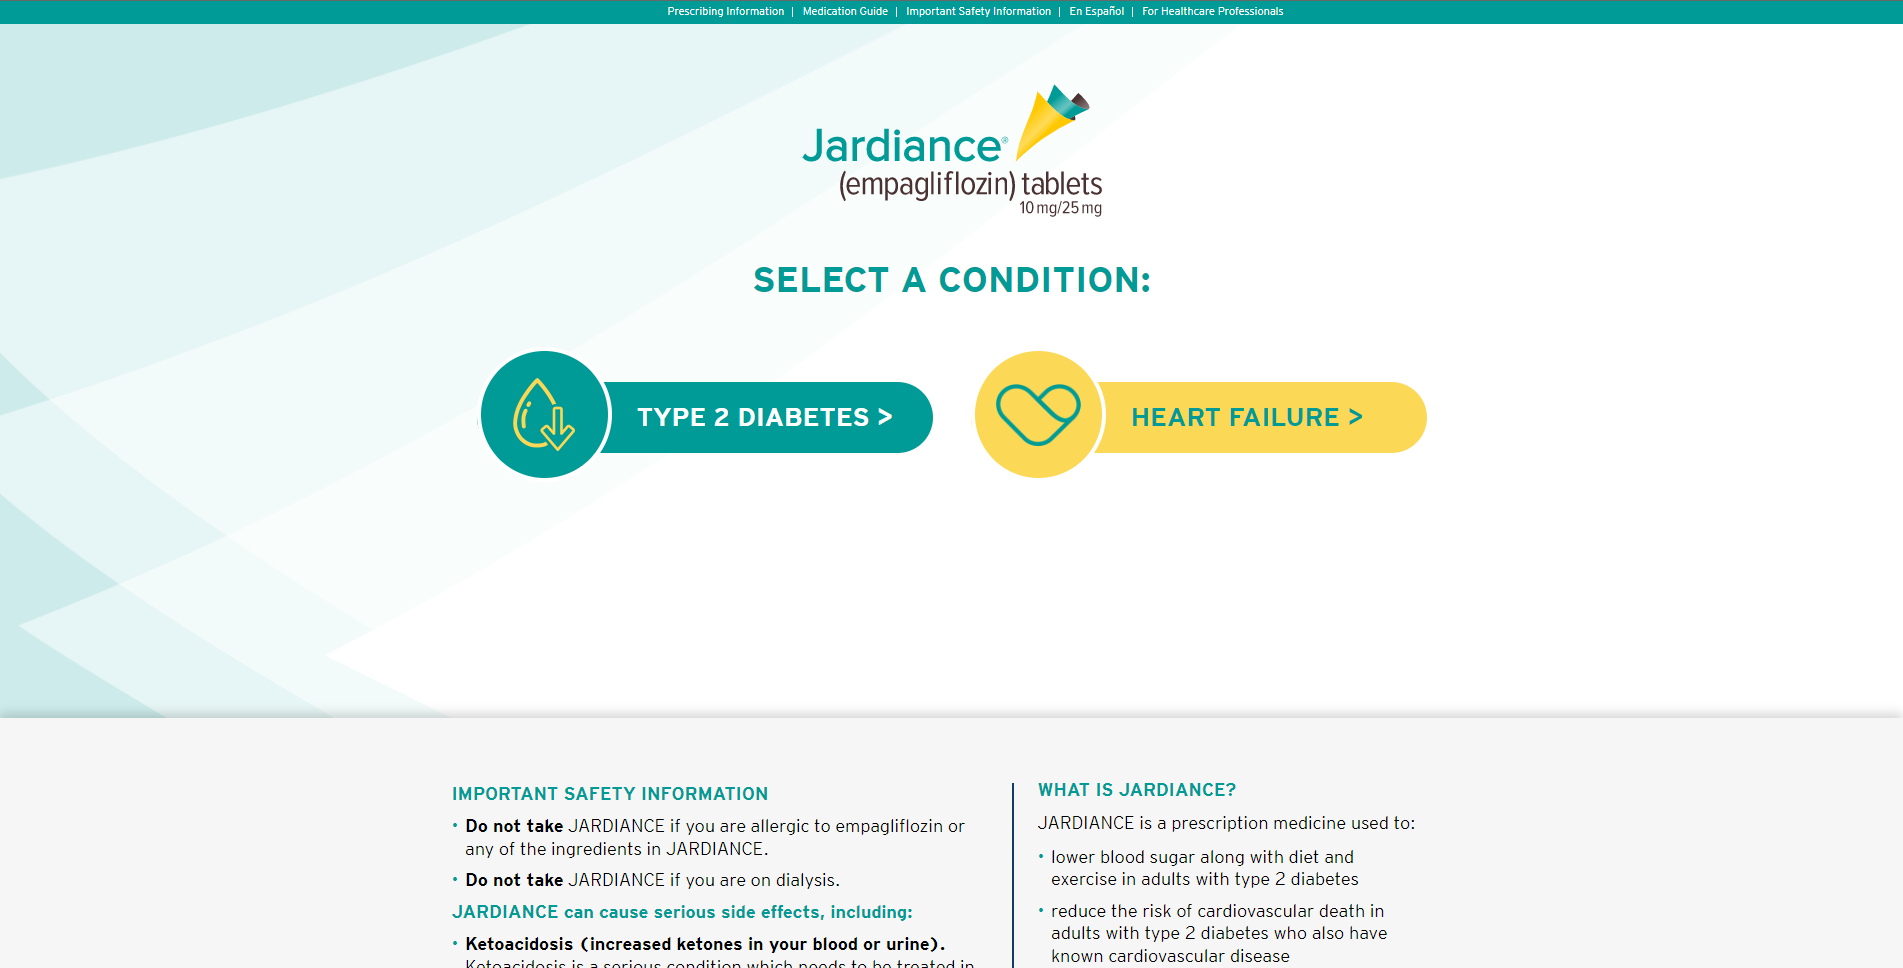 Prescribing Information | Medication Guide | Important Safety Information | En Español | For Healthcare Professionals
Jardiance®
(empagliflozin) tablets
10 mg/25 mg
SELECT A CONDITION:
TYPE 2 DIABETES >
HEART FAILURE >
IMPORTANT SAFETY INFORMATION
• Do not take JARDIANCE if you are allergic to empagliflozin or
any of the ingredients in JARDIANCE.
• Do not take JARDIANCE if you are on dialysis.
JARDIANCE can cause serious side effects, including:
• Ketoacidosis (increased ketones in your blood or urine).
Ketoacidosis is a serious condition which needs to be treated in
WHAT IS JARDIANCE?
JARDIANCE is a prescription medicine used to:
• lower blood sugar along with diet and
exercise in adults with type 2 diabetes
• reduce the risk of cardiovascular death in
adults with type 2 diabetes who also have
known cardiovascular disease